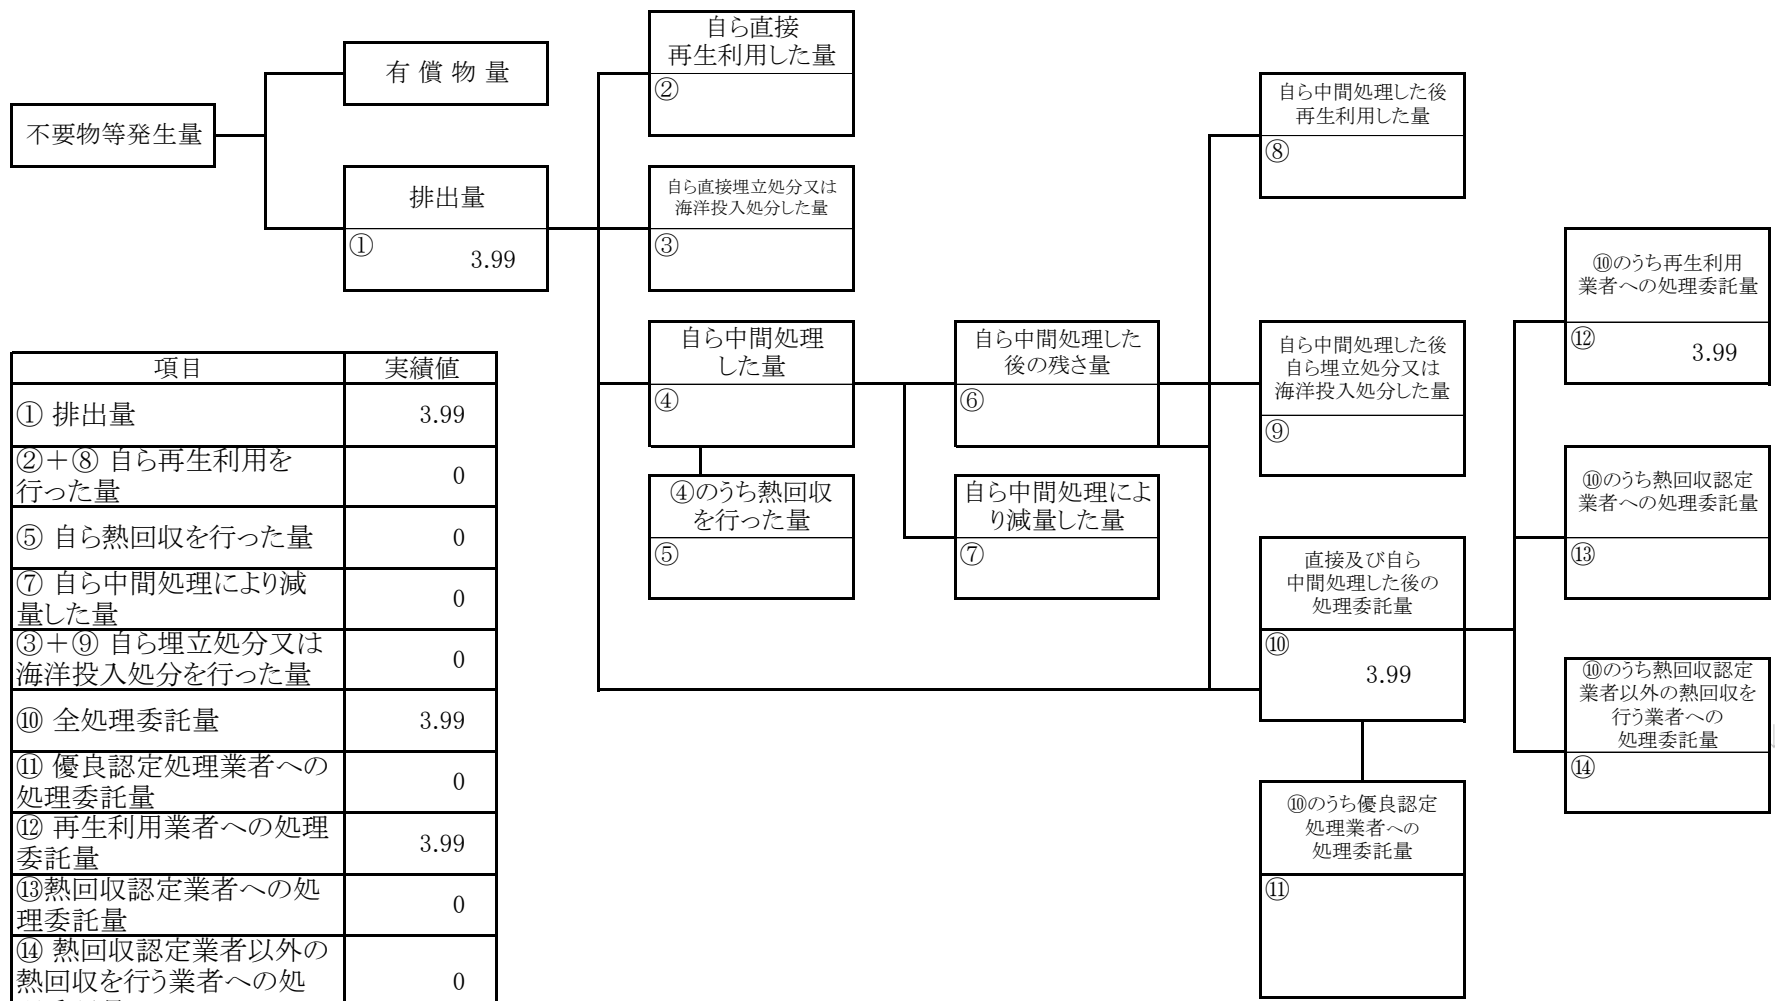 不要物等発生量
有 償 物 量
排出量
①
3.99
自ら直接
再生利用した量
②
自ら直接埋立処分又は
海洋投入処分した量
③
自ら中間処理
した量
④
④のうち熱回収
を行った量
⑤
自ら中間処理した
後の残さ量
⑥
自ら中間処理によ
り減量した量
⑦
自ら中間処理した後
再生利用した量
⑧
自ら中間処理した後
自ら埋立処分又は
海洋投入処分した量
⑨
直接及び自ら
中間処理した後の
処理委託量
⑩
3.99
⑩のうち優良認定
処理業者への
処理委託量
⑪
⑩のうち再生利用
業者への処理委託量
⑫
3.99
⑩のうち熱回収認定
業者への処理委託量
⑬
⑩のうち熱回収認定
業者以外の熱回収を
行う業者への
処理委託量
⑭
項目 実績値
① 排出量 3.99
②＋⑧ 自ら再生利用を
行った量 0
⑤ 自ら熱回収を行った量 0
⑦ 自ら中間処理により減
量した量 0
③＋⑨ 自ら埋立処分又は
海洋投入処分を行った量 0
⑩ 全処理委託量 3.99
⑪ 優良認定処理業者への
処理委託量 0
⑫ 再生利用業者への処理
委託量 3.99
⑬熱回収認定業者への処
理委託量 0
⑭ 熱回収認定業者以外の
熱回収を行う業者への処 0